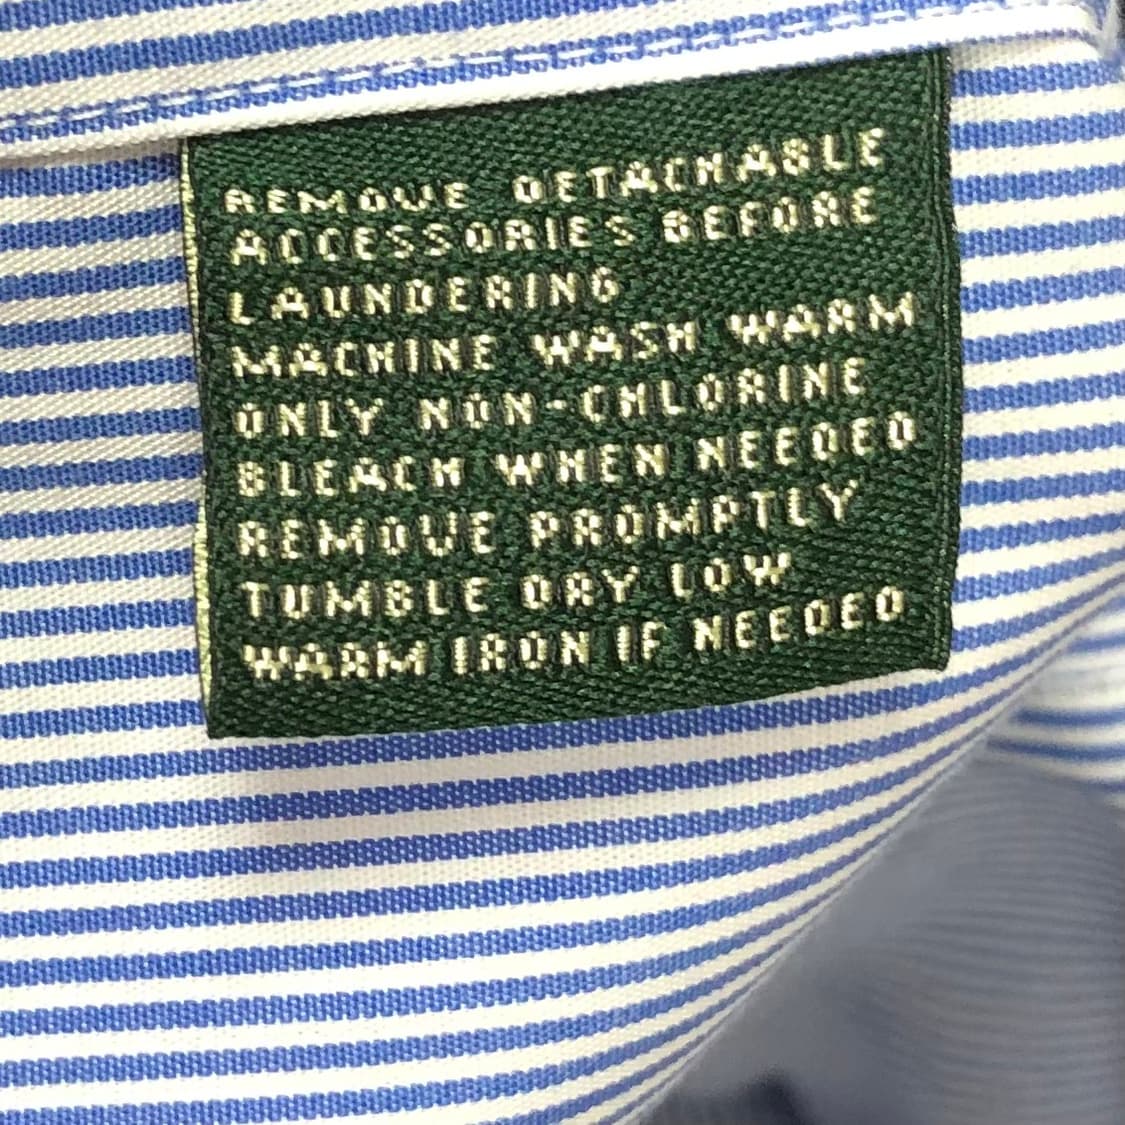 REMOVE DETACHABLE
ACCESSORIES BEFORE
LAUNDERING
MACHINE WASH WARM
ONLY NON-CHLORINE
BLEACH WHEN NEEDED
REMOVE PROMPTLY
TUMBLE DRY LOW
WARM IRON IF NEEDED